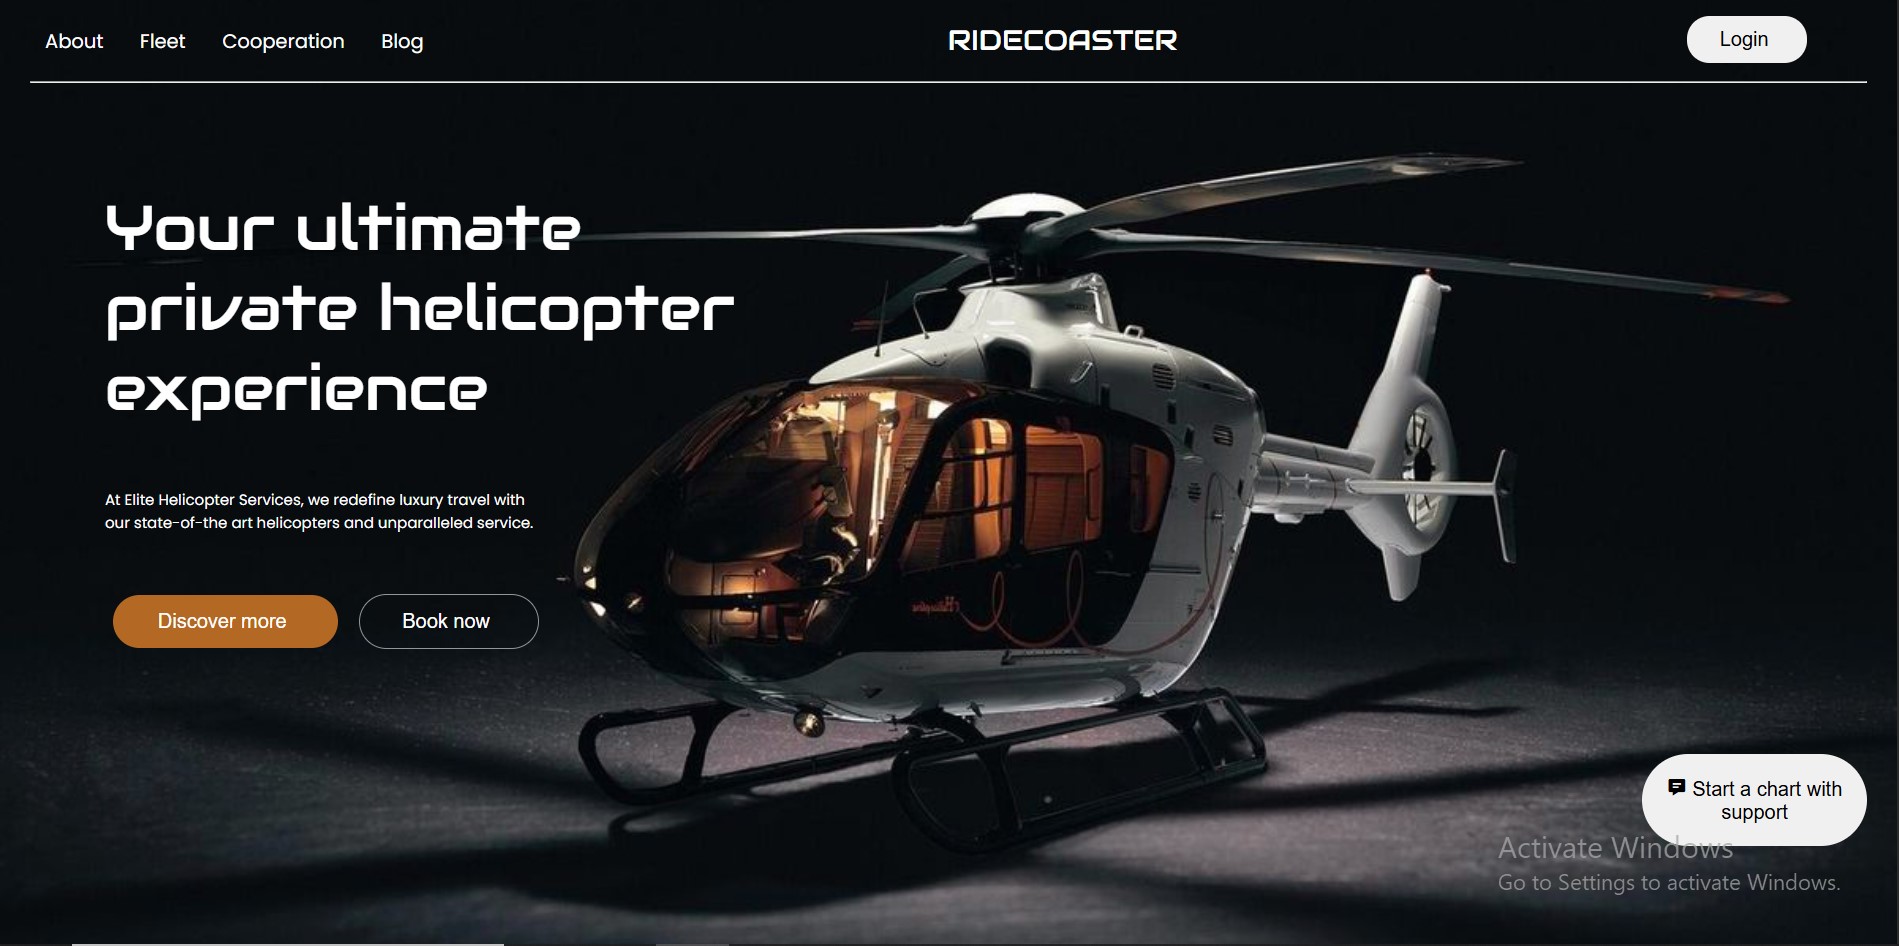 About Fleet Cooperation Blog RIDECOASTER Login
Your ultimate
private helicopter
experience
At Elite Helicopter Services, we redefine luxury travel with
our state-of-the art helicopters and unparalleled service.
Discover more Book now
Start a chart with
support
Activate Windows
Go to Settings to activate Windows.